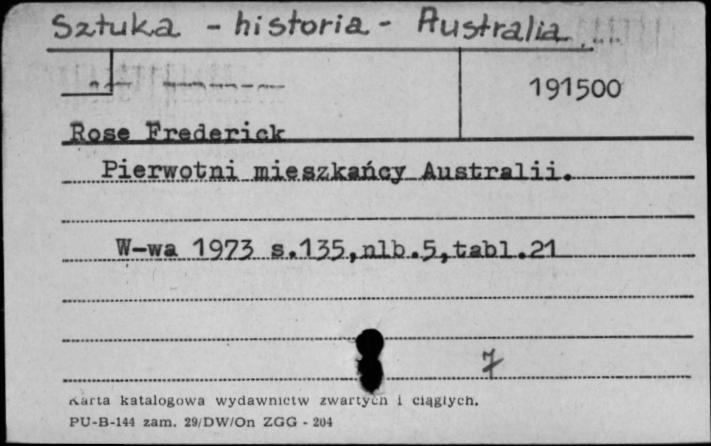 Sztuka - historia - Australia
191500
Rose Frederick
Pierwotni mieszkańcy Australii.
W-wa 1973 s.135,nlb.5,tabl.21
7
Karta katalogowa wydawnictw zwartych i ciągłych.
PU-B-144 zam. 29/DW/On ZGG - 204